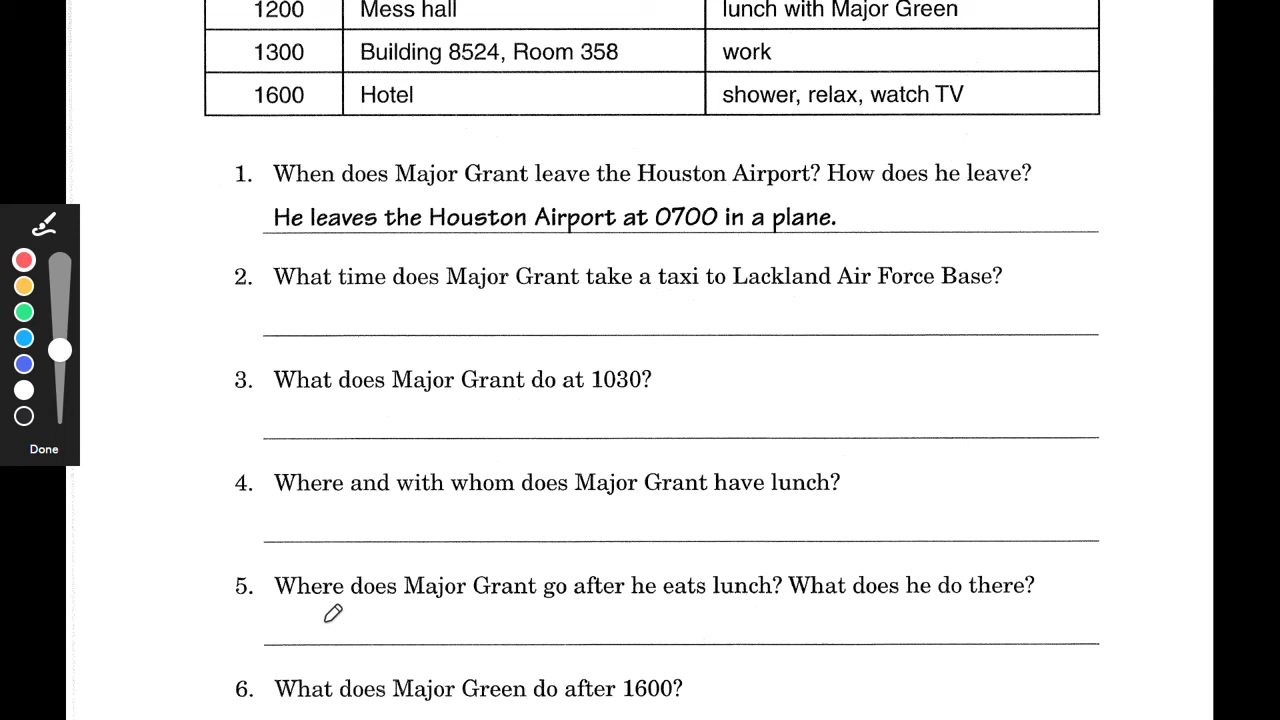 1200 Mess hall lunch with Major Green
1300 Building 8524, Room 358 work
1600 Hotel shower, relax, watch TV
1. When does Major Grant leave the Houston Airport? How does he leave?
He leaves the Houston Airport at 0700 in a plane.
2. What time does Major Grant take a taxi to Lackland Air Force Base?
3. What does Major Grant do at 1030?
4. Where and with whom does Major Grant have lunch?
Done
5. Where does Major Grant go after he eats lunch? What does he do there?
6. What does Major Green do after 1600?